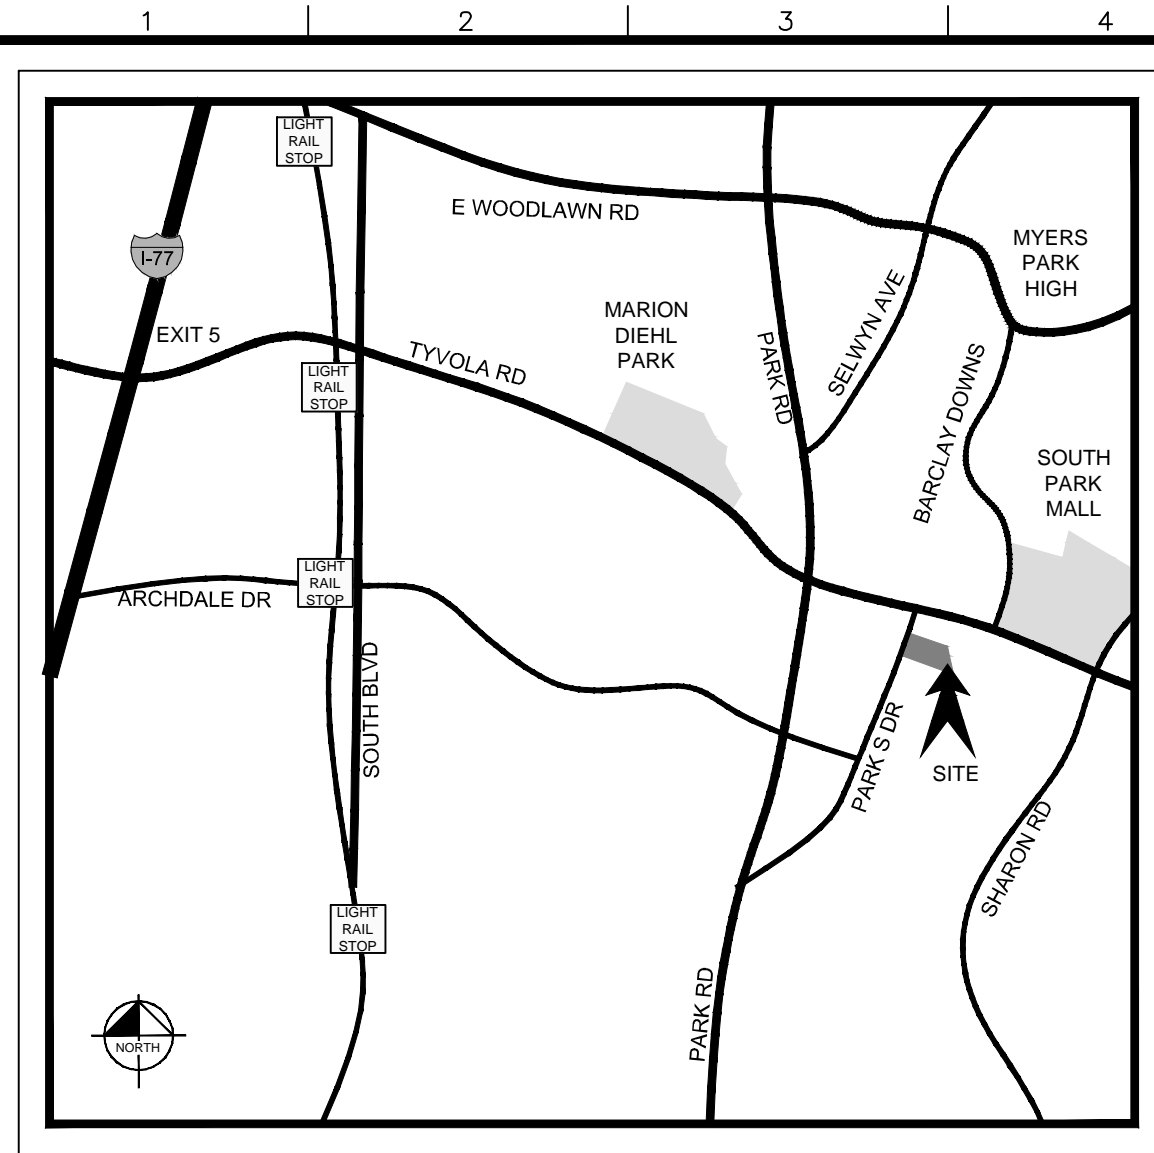 1
2
3
4
LIGHT
RAIL
STOP
E WOODLAWN RD
MYERS
PARK
HIGH
I-77
EXIT 5
MARION
DIEHL
PARK
SELWYN AVE
PARK RD
TYVOLA RD
LIGHT
RAIL
STOP
BARCLAY DOWNS
SOUTH
PARK
MALL
LIGHT
RAIL
STOP
ARCHDALE DR
SOUTH BLVD
PARK S DR
SITE
SHARON RD
LIGHT
RAIL
STOP
PARK RD
NORTH